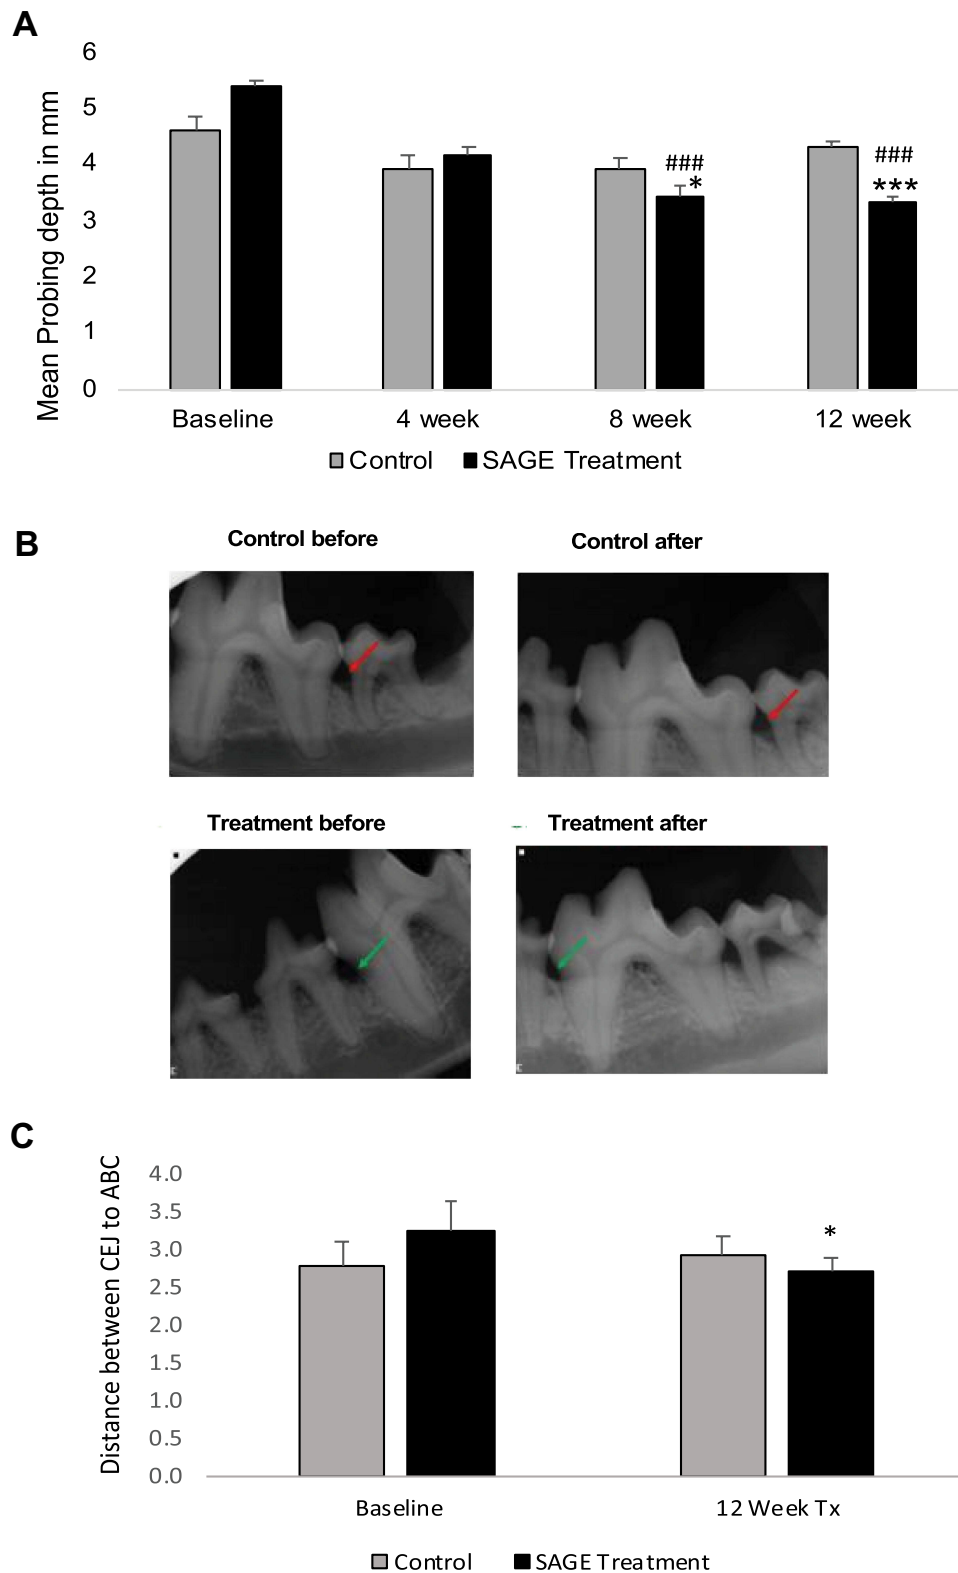 A
Mean Probing depth in mm
6
5
4
3
2
1
0
###
*
###
***
Baseline
4 week
8 week
12 week
Control
SAGE Treatment
B
Control before
Control after
Treatment before
Treatment after
C
Distance between CEJ to ABC
4.0
3.5
3.0
2.5
2.0
1.5
1.0
0.5
0.0
*
Baseline
12 Week Tx
Control
SAGE Treatment